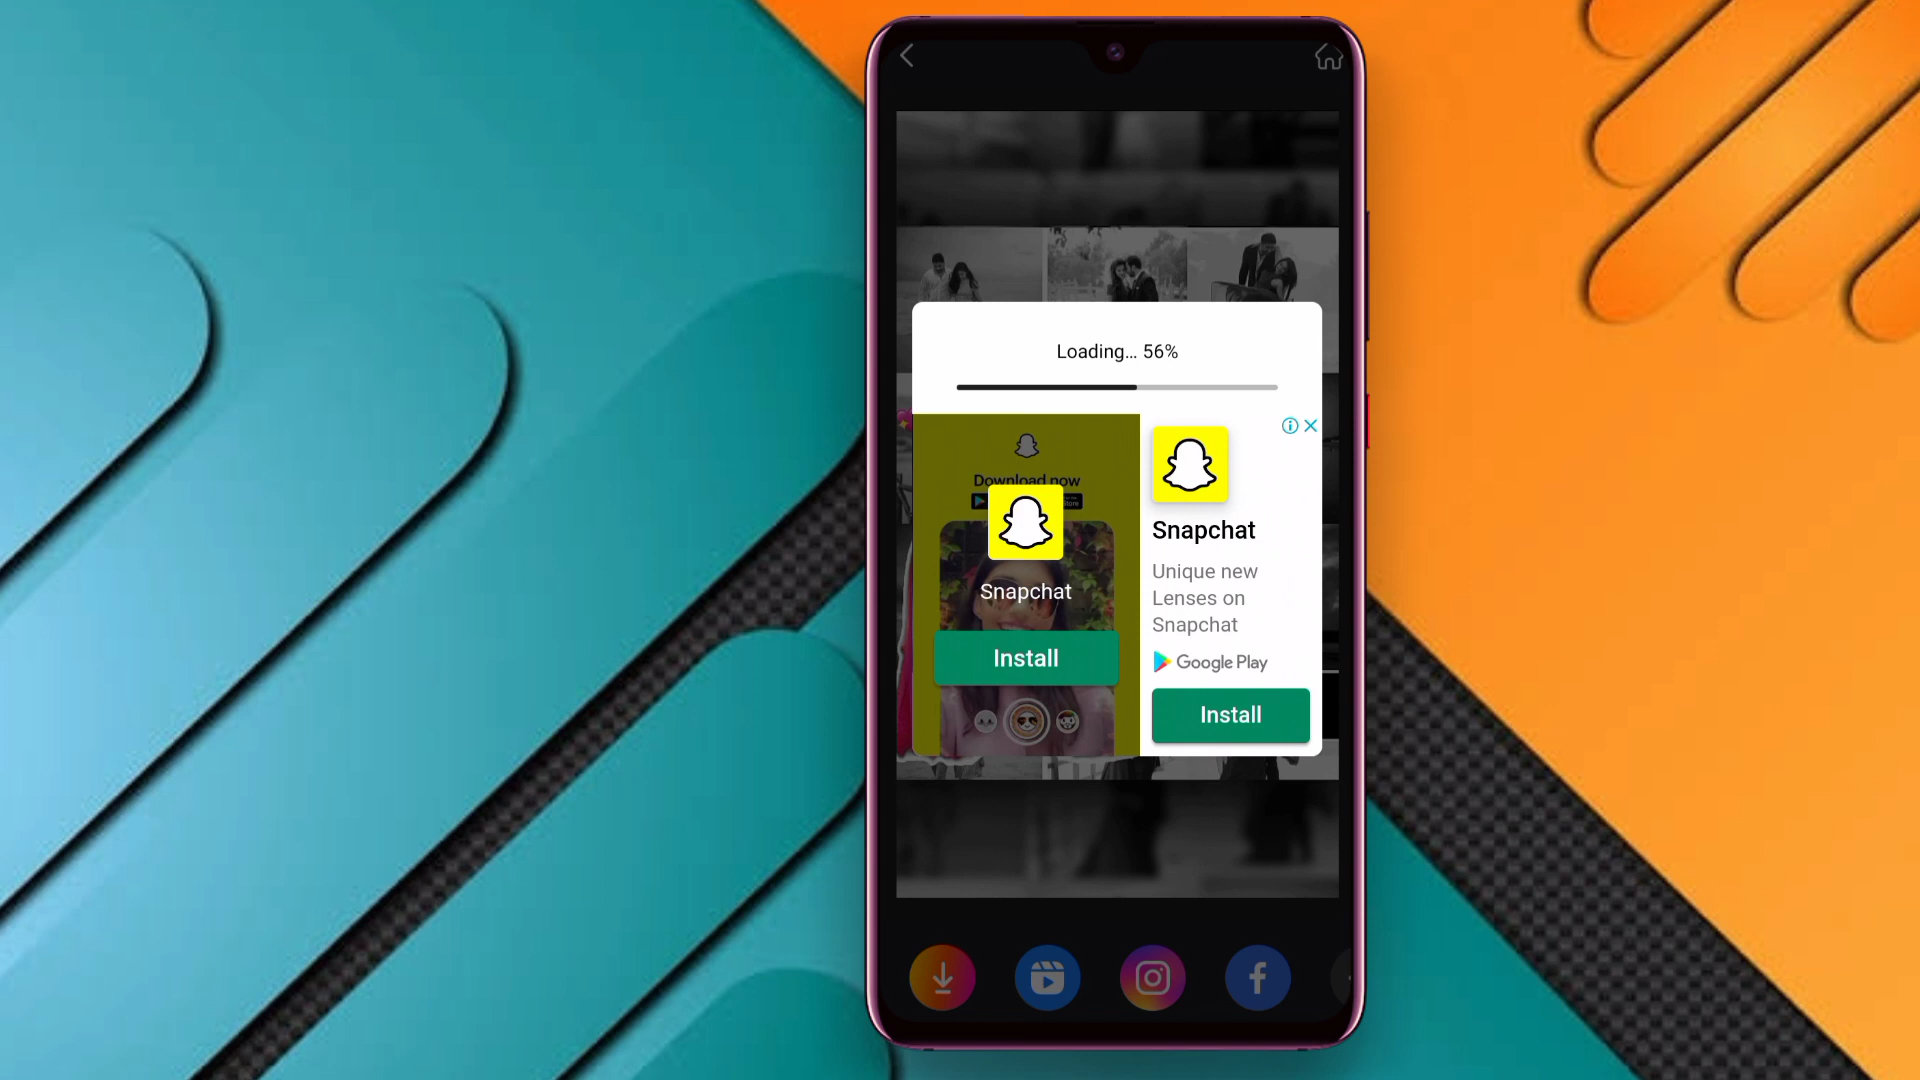 Loading... 56%
Download now
Snapchat
Install
Snapchat
Unique new
Lenses on
Snapchat
Google Play
Install